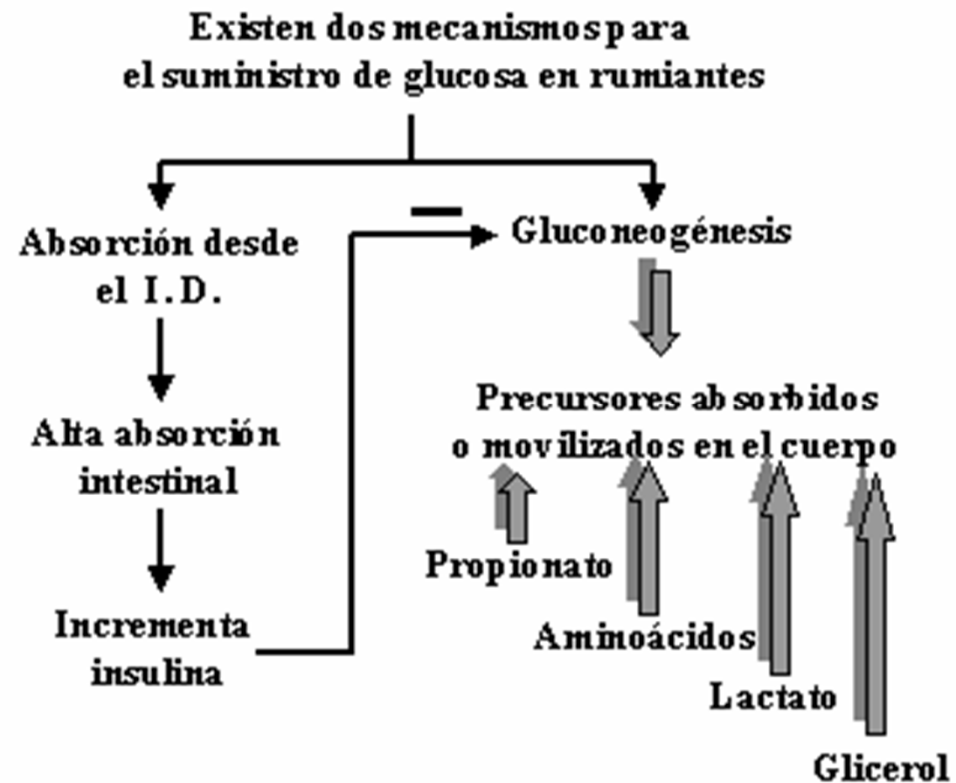 Existen dos mecanismos para
el suministro de glucosa en rumiantes
Absorción desde
el I.D.
Alta absorción
intestinal
Incrementa
insulina
Gluconeogénesis
Precursores absorbidos
o movilizados en el cuerpo
Propionato
Aminoácidos
Lactato
Glicerol